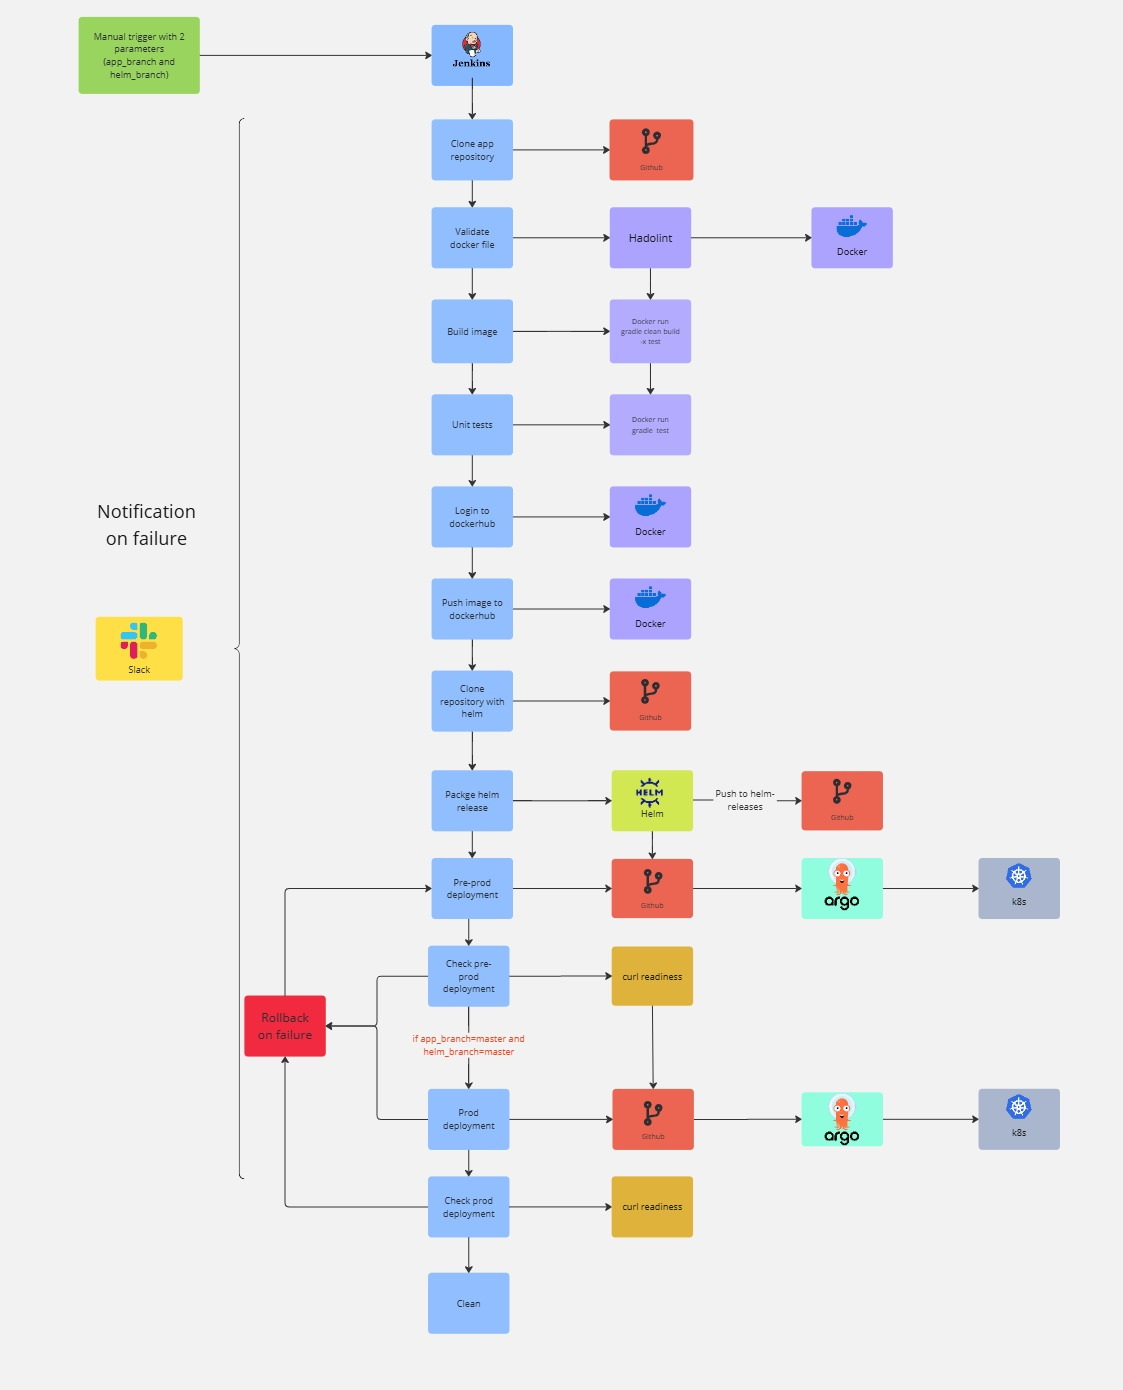 Manual trigger with 2
parameters
(app_branch and
helm_branch)
Jenkins
Clone app
repository
Github
Validate
docker file
Hadolint
Docker
Build image
Docker run
gradle clean build
-x test
Unit tests
Docker run
gradle test
Notification
on failure
Slack
Login to
dockerhub
Docker
Push image to
dockerhub
Docker
Clone
repository with
helm
Github
Packge helm
release
HELM
Helm
Push to helm-
releases
Github
Pre-prod
deployment
Github
argo
k8s
Check pre-
prod
deployment
curl readiness
Rollback
on failure
if app_branch=master and
helm_branch=master
Prod
deployment
Github
argo
k8s
Check prod
deployment
curl readiness
Clean